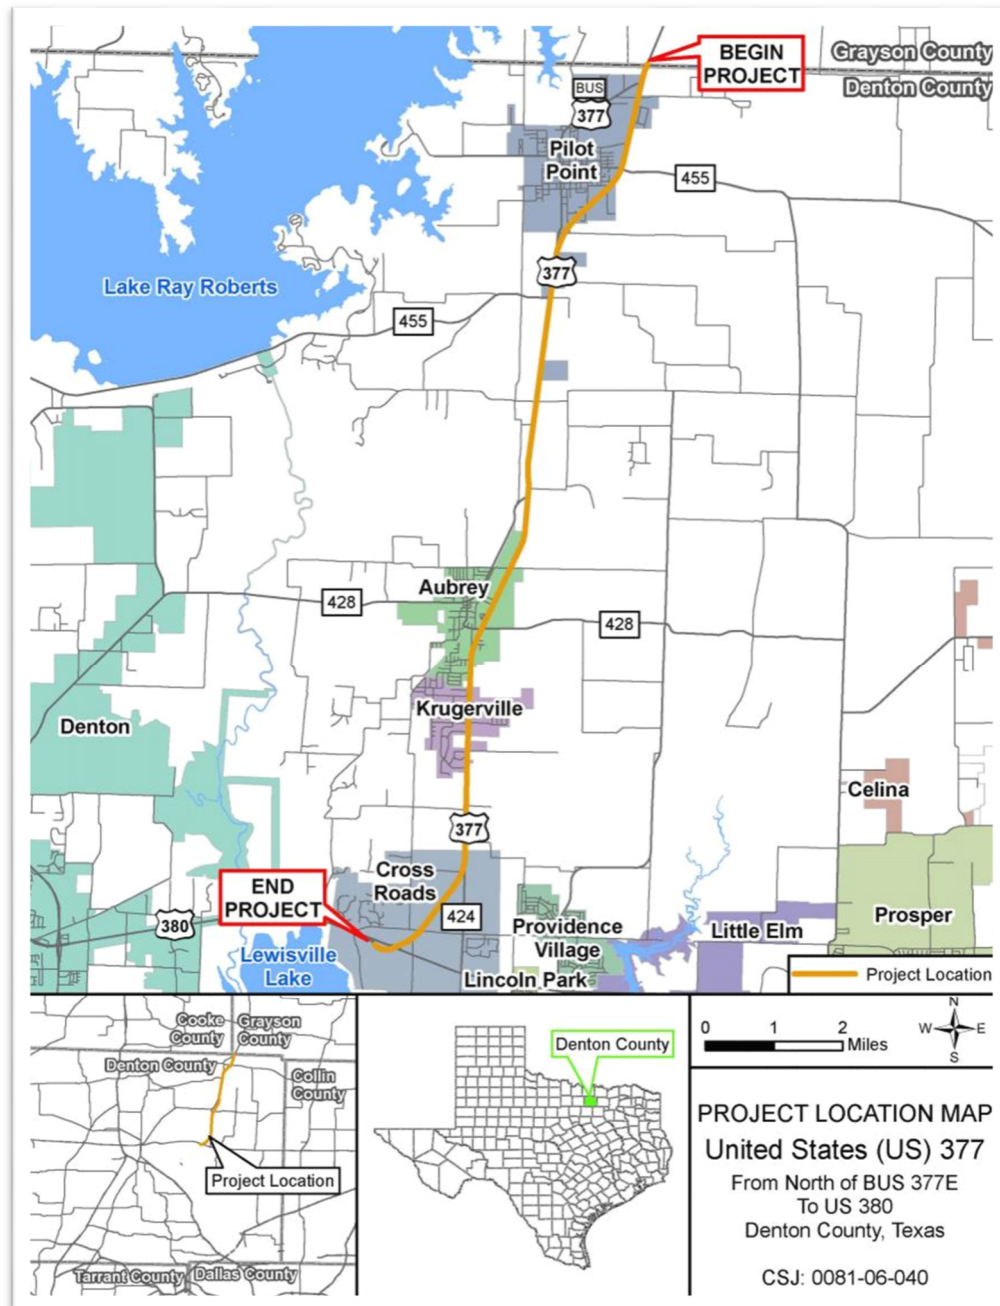 BEGIN
PROJECT
Grayson County
Denton County
BUS
377
Pilot
Point
455
377
Lake Ray Roberts
455
Aubrey
428
428
Krugerville
Denton
Celina
377
Cross
Roads
END
PROJECT
424
Prosper
380
Providence
Village
Little Elm
Lewisville
Lake
Lincoln Park
Project Location
Cooke
County
Grayson
County
Denton County
Collin
County
Project Location
Tarrant County
Dallas County
Denton County
N
W
E
S
0 1 2
Miles
PROJECT LOCATION MAP
United States (US) 377
From North of BUS 377E
To US 380
Denton County, Texas
CSJ: 0081-06-040